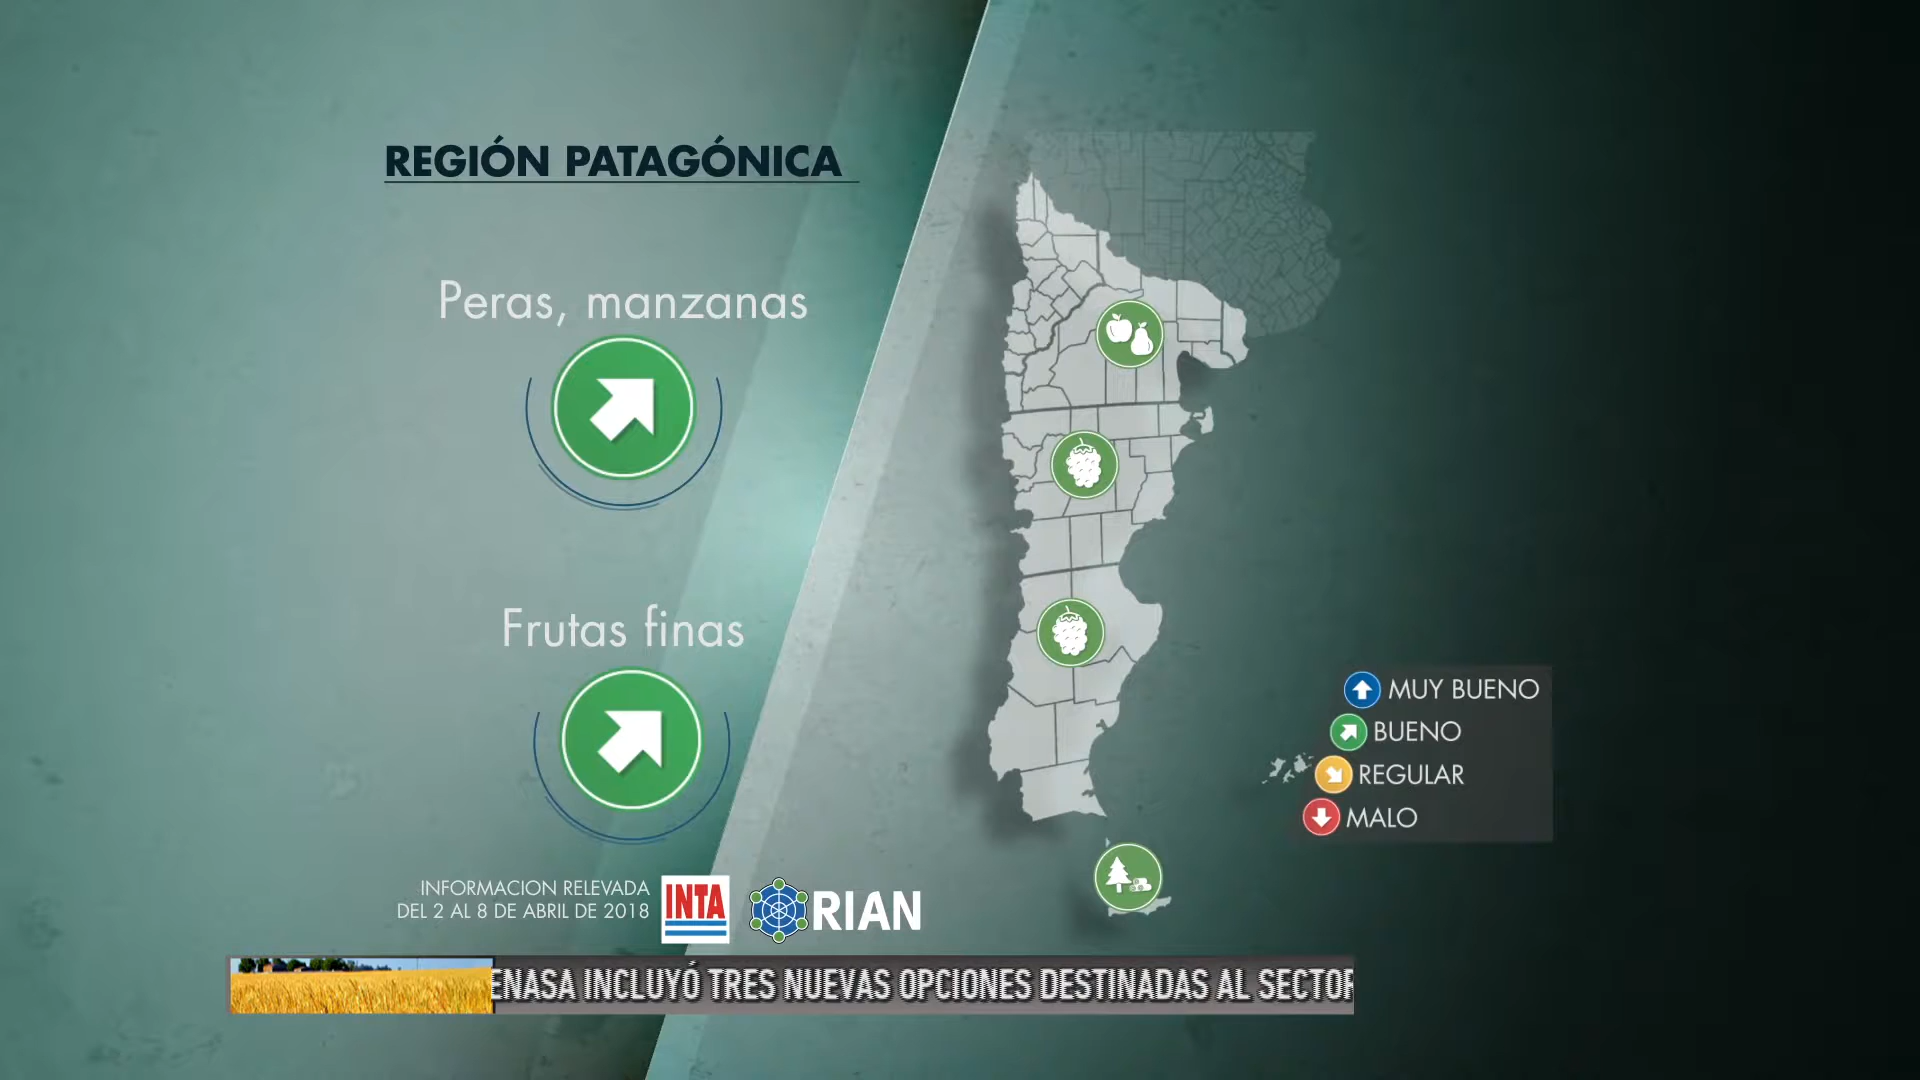 REGIÓN PATAGÓNICA
Peras, manzanas
Frutas finas
MUY BUENO
BUENO
REGULAR
MALO
INFORMACION RELEVADA
DEL 2 AL 8 DE ABRIL DE 2018
INTA
RIAN
ENASA INCLUYÓ TRES NUEVAS OPCIONES DESTINADAS AL SECTOR